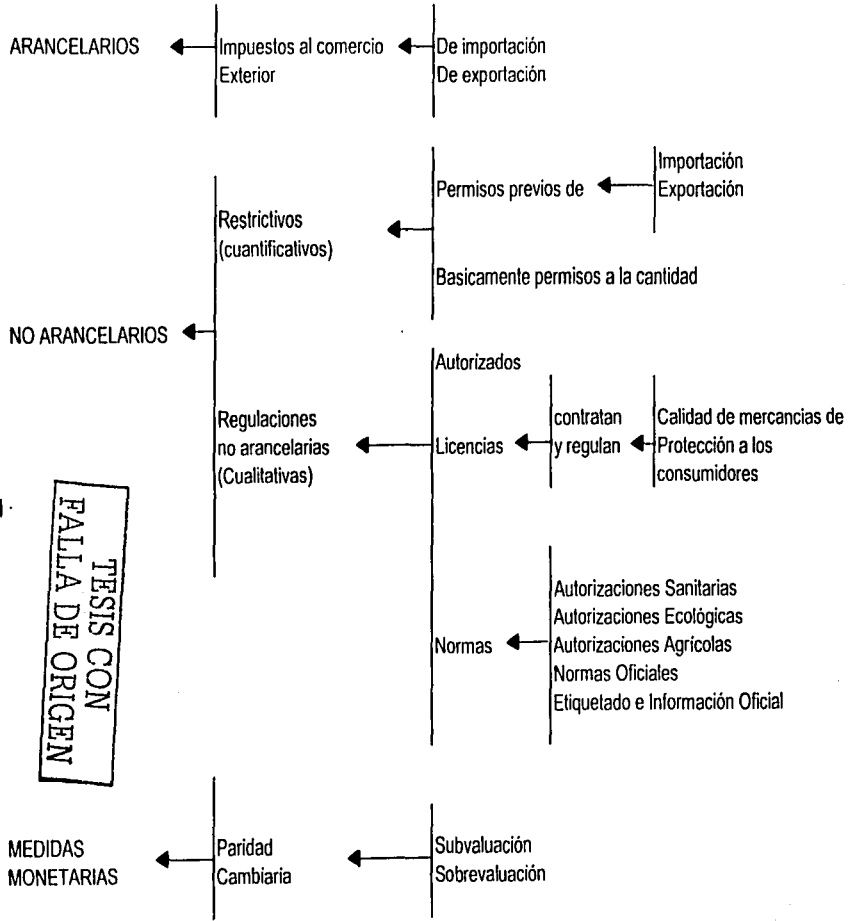 ARANCELARIOS
Impuestos al comercio
Exterior
De importación
De exportación
NO ARANCELARIOS
Restrictivos
(cuantificativos)
Permisos previos de
Importación
Exportación
Basicamente permisos a la cantidad
Regulaciones
no arancelarias
(Cualitativas)
Autorizados
Licencias
contratan
y regulan
Calidad de mercancias de
Protección a los
consumidores
Normas
Autorizaciones Sanitarias
Autorizaciones Ecológicas
Autorizaciones Agrícolas
Normas Oficiales
Etiquetado e Información Oficial
TESIS CON
FALLA DE ORIGEN
MEDIDAS
MONETARIAS
Paridad
Cambiaria
Subvaluación
Sobrevaluación